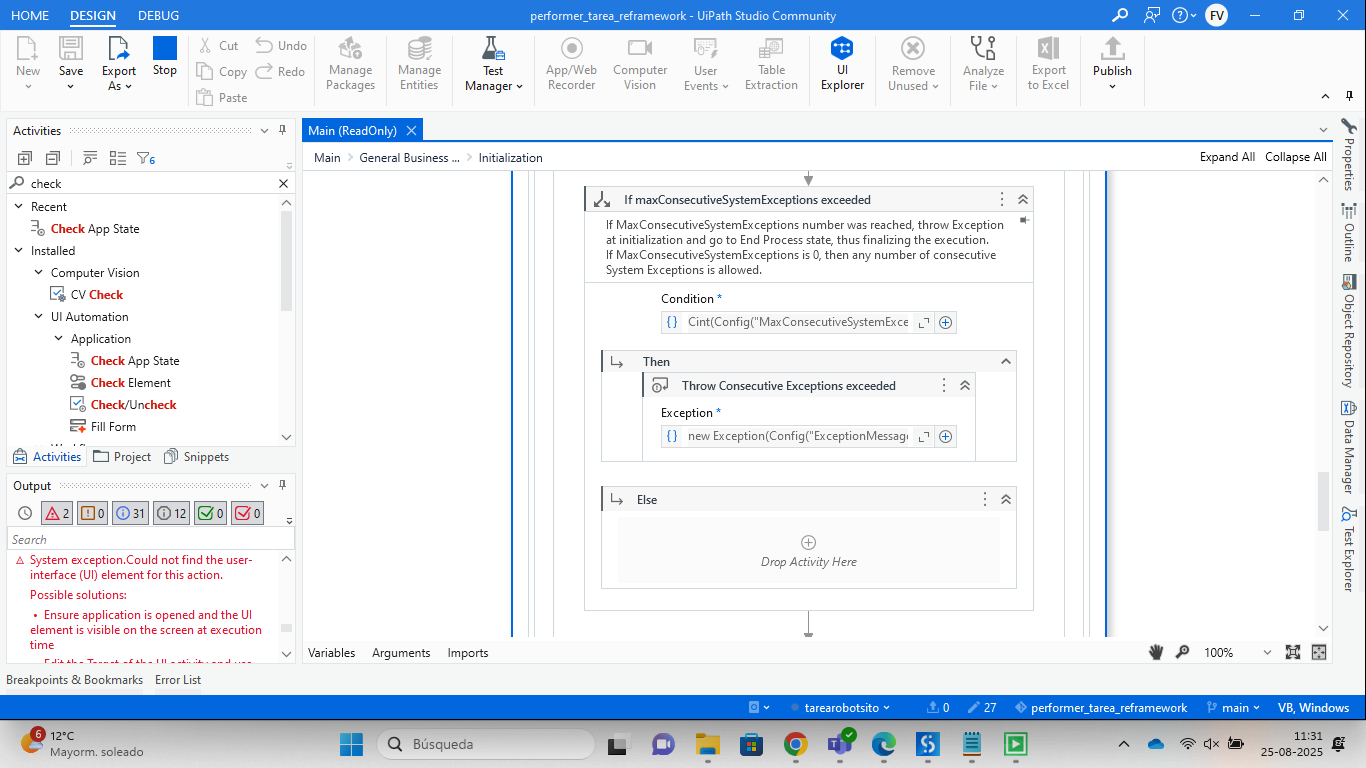 HOME DESIGN DEBUG
performer_tarea_reframework - UiPath Studio Community
FV
New
Save
Export As
Stop
Cut
Copy
Paste
Undo
Redo
Manage Packages
Manage Entities
Test Manager
App/Web Recorder
Computer Vision
User Events
Table Extraction
UI Explorer
Remove Unused
Analyze File
Export to Excel
Publish
Activities
6
check
Recent
Check App State
Installed
Computer Vision
CV Check
UI Automation
Application
Check App State
Check Element
Check/Uncheck
Fill Form
Activities Project Snippets
Output
2 0 31 12 0 0
Search
System exception.Could not find the user-
interface (UI) element for this action.
Possible solutions:
• Ensure application is opened and the UI
element is visible on the screen at execution
time
Breakpoints & Bookmarks Error List
Main (ReadOnly)
Main > General Business ... > Initialization
Expand All Collapse All
If maxConsecutiveSystemExceptions exceeded
If MaxConsecutiveSystemExceptions number was reached, throw Exception
at initialization and go to End Process state, thus finalizing the execution.
If MaxConsecutiveSystemExceptions is 0, then any number of consecutive
System Exceptions is allowed.
Condition *
{} Cint(Config("MaxConsecutiveSystemExce
Then
Throw Consecutive Exceptions exceeded
Exception *
{} new Exception(Config("ExceptionMessag
Else
Drop Activity Here
Variables Arguments Imports
100%
Properties
Outline
Object Repository
Data Manager
Test Explorer
tarearobotsito
0
27
performer_tarea_reframework
main
VB, Windows
6
12°C
Mayorm. soleado
Búsqueda
11:31
25-08-2025